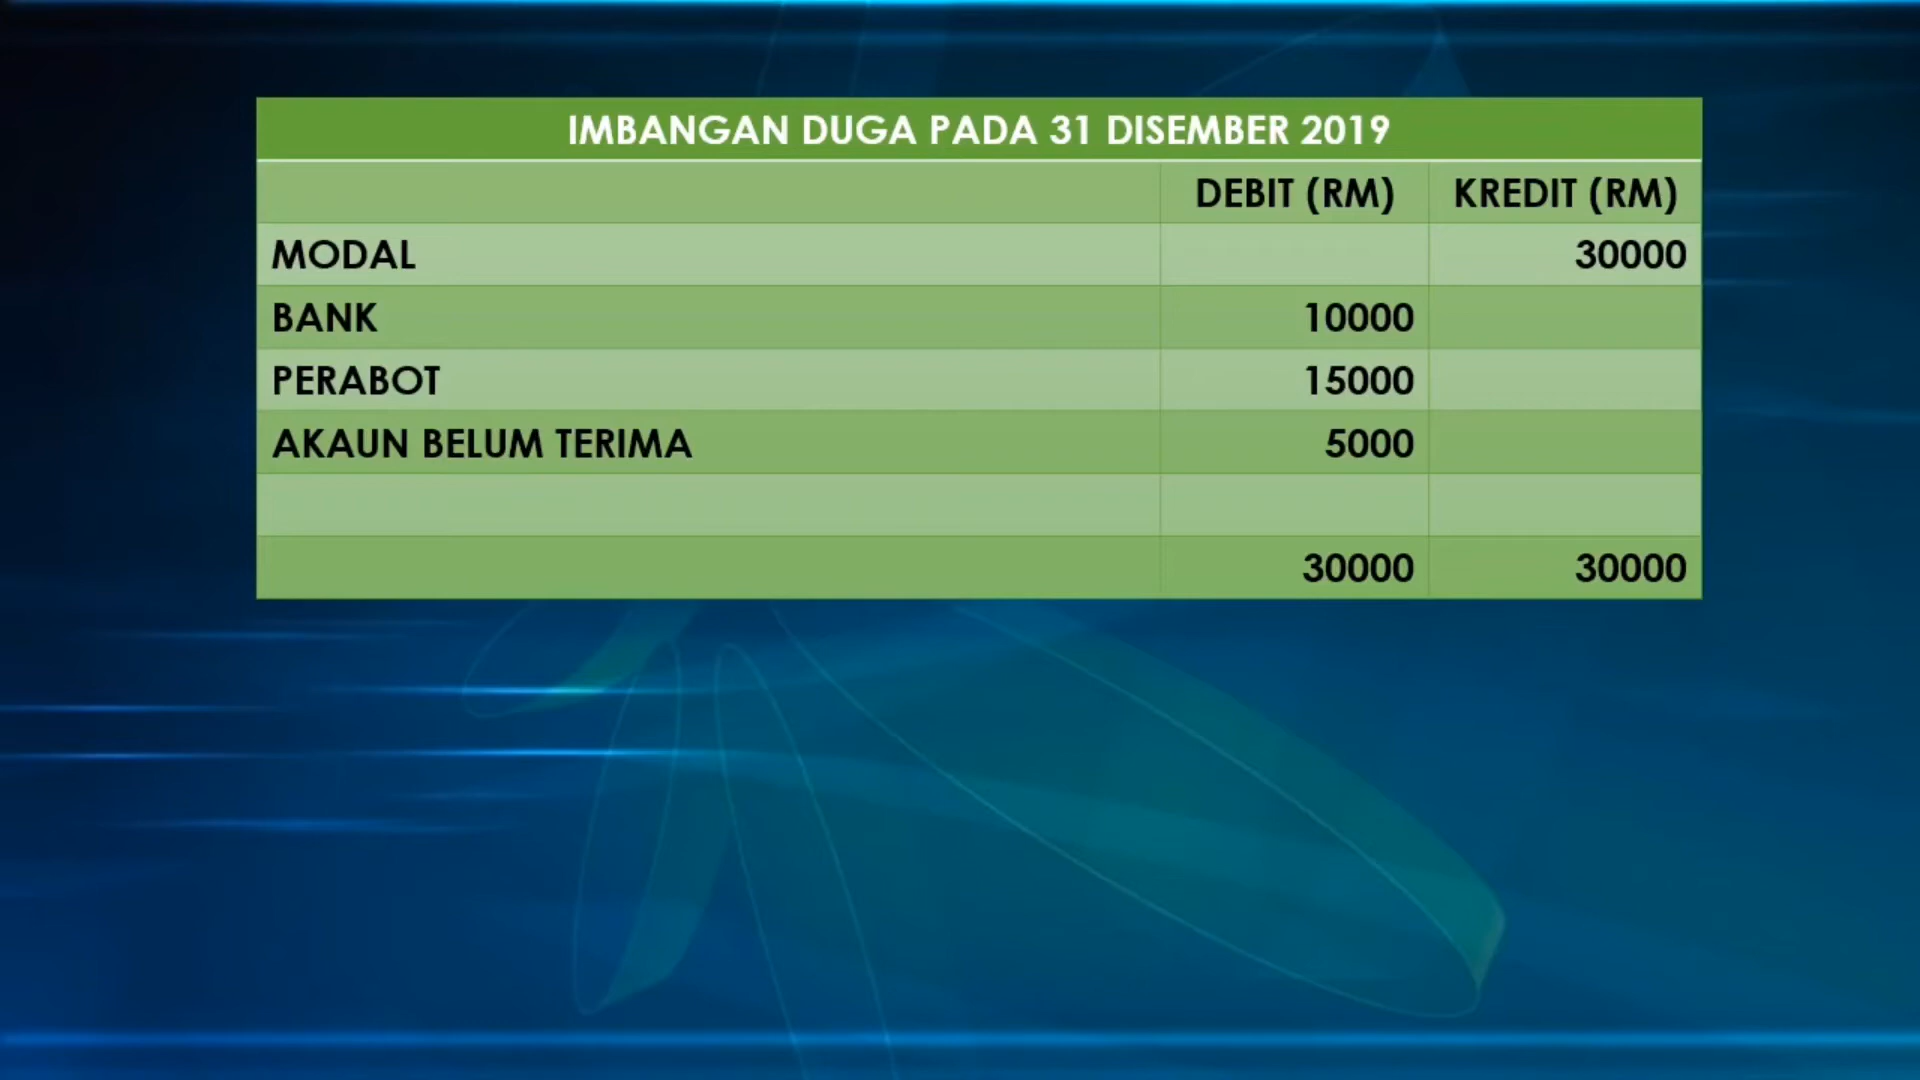 IMBANGAN DUGA PADA 31 DISEMBER 2019
DEBIT (RM) KREDIT (RM)
MODAL 30000
BANK 10000
PERABOT 15000
AKAUN BELUM TERIMA 5000
30000 30000